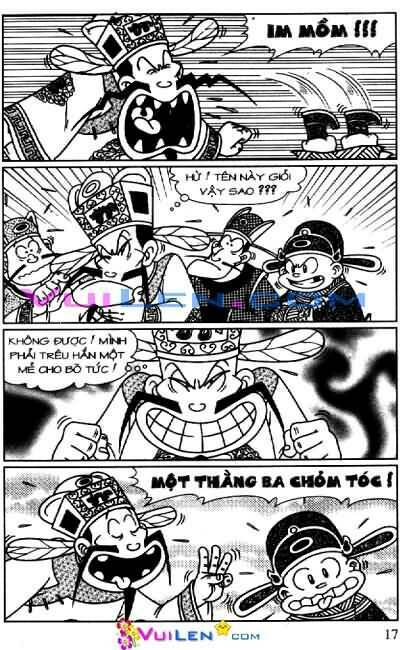 IM MỒM !!!
HỬ ! TÊN NÀY GIỎI
VẬY SAO ???
VUILEN.COM
KHÔNG ĐƯỢC ! MÌNH
PHẢI TRÊU HẮN MỘT
MẺ CHO BÕ TỨC !
MỘT THẰNG BA CHỎM TÓC !
17
VUILEN.COM